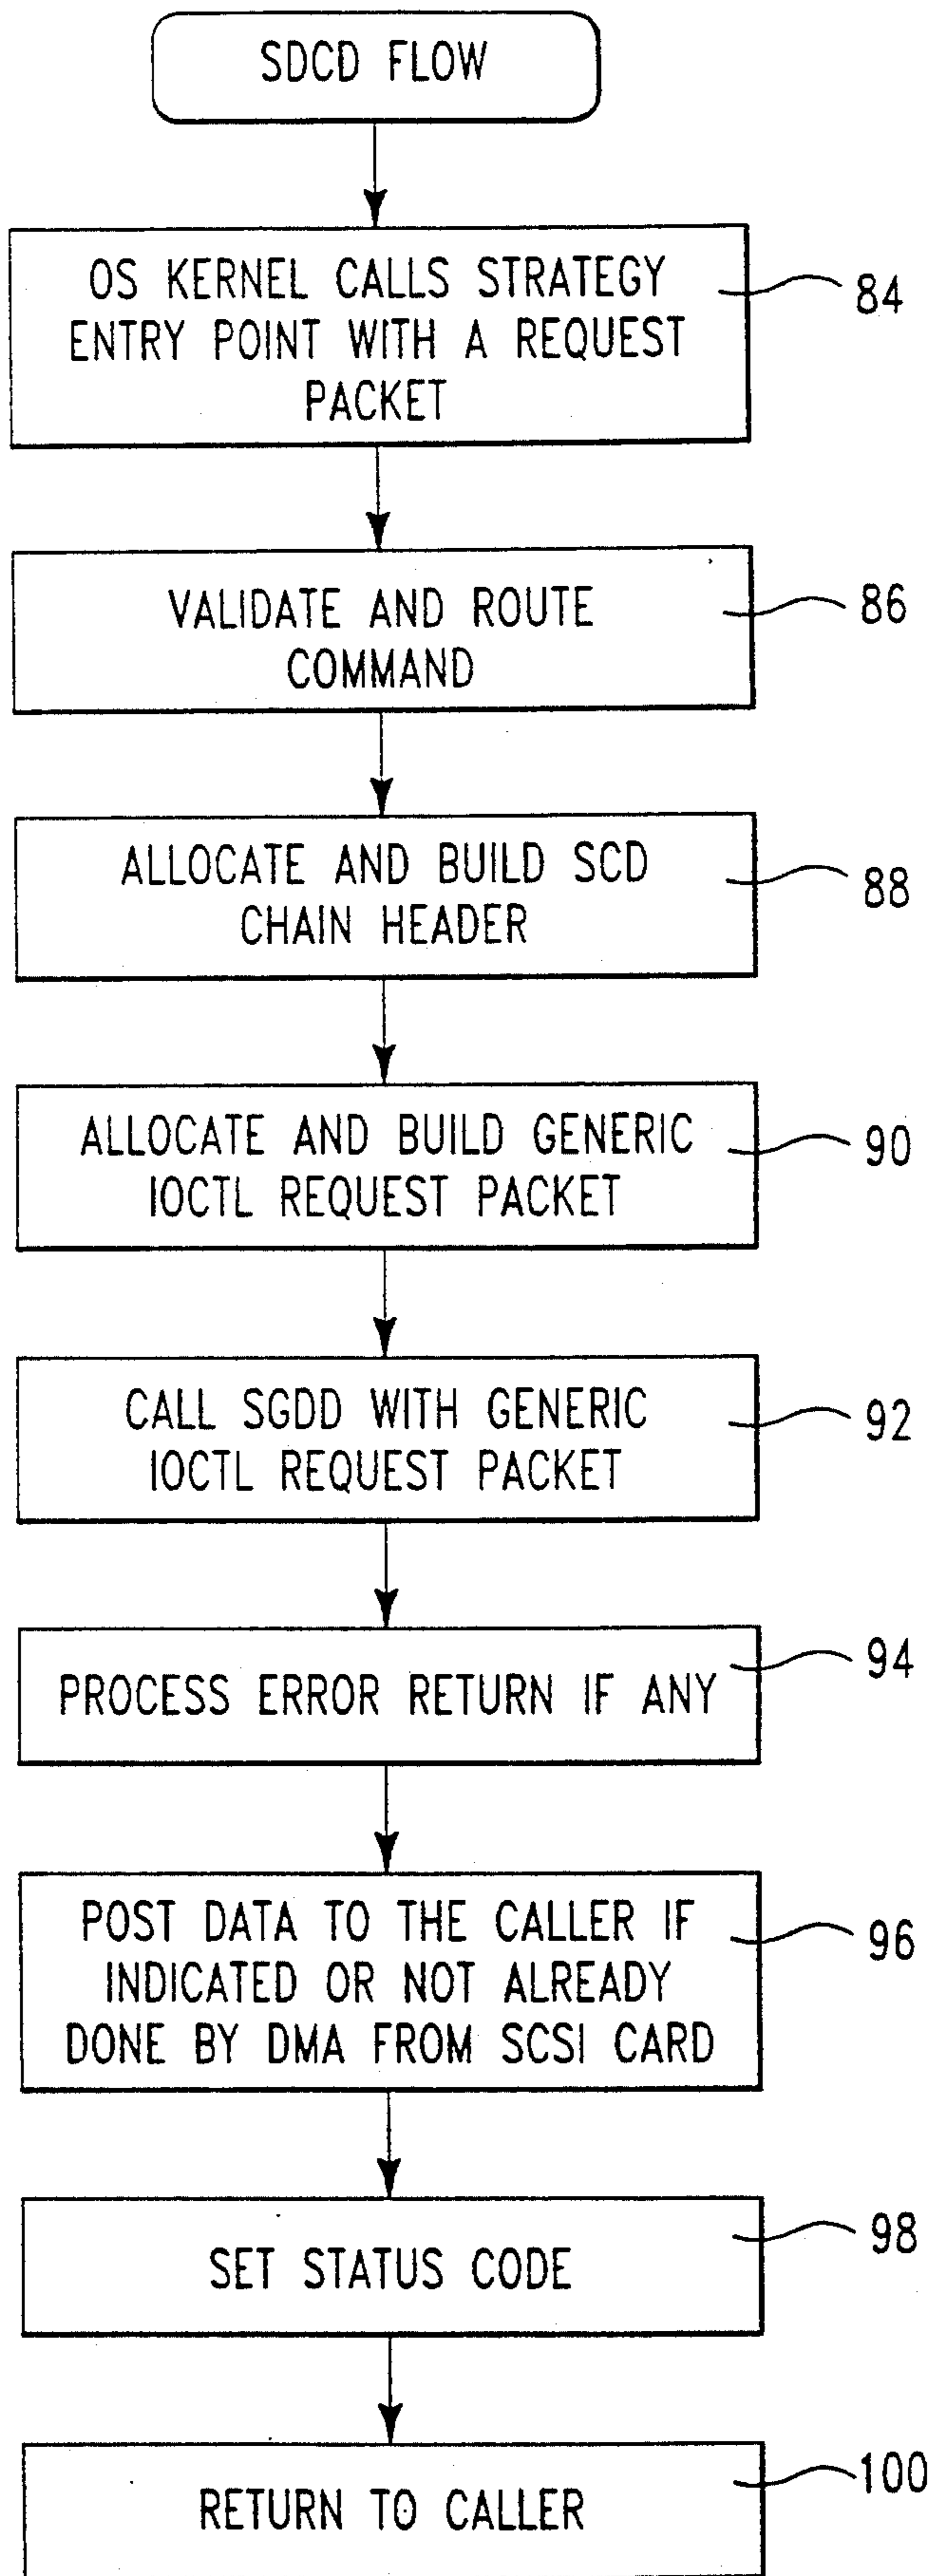 SDCD FLOW
OS KERNEL CALLS STRATEGY
ENTRY POINT WITH A REQUEST
PACKET
84
VALIDATE AND ROUTE
COMMAND
86
ALLOCATE AND BUILD SCD
CHAIN HEADER
88
ALLOCATE AND BUILD GENERIC
IOCTL REQUEST PACKET
90
CALL SGDD WITH GENERIC
IOCTL REQUEST PACKET
92
PROCESS ERROR RETURN IF ANY
94
POST DATA TO THE CALLER IF
INDICATED OR NOT ALREADY
DONE BY DMA FROM SCSI CARD
96
SET STATUS CODE
98
RETURN TO CALLER
100